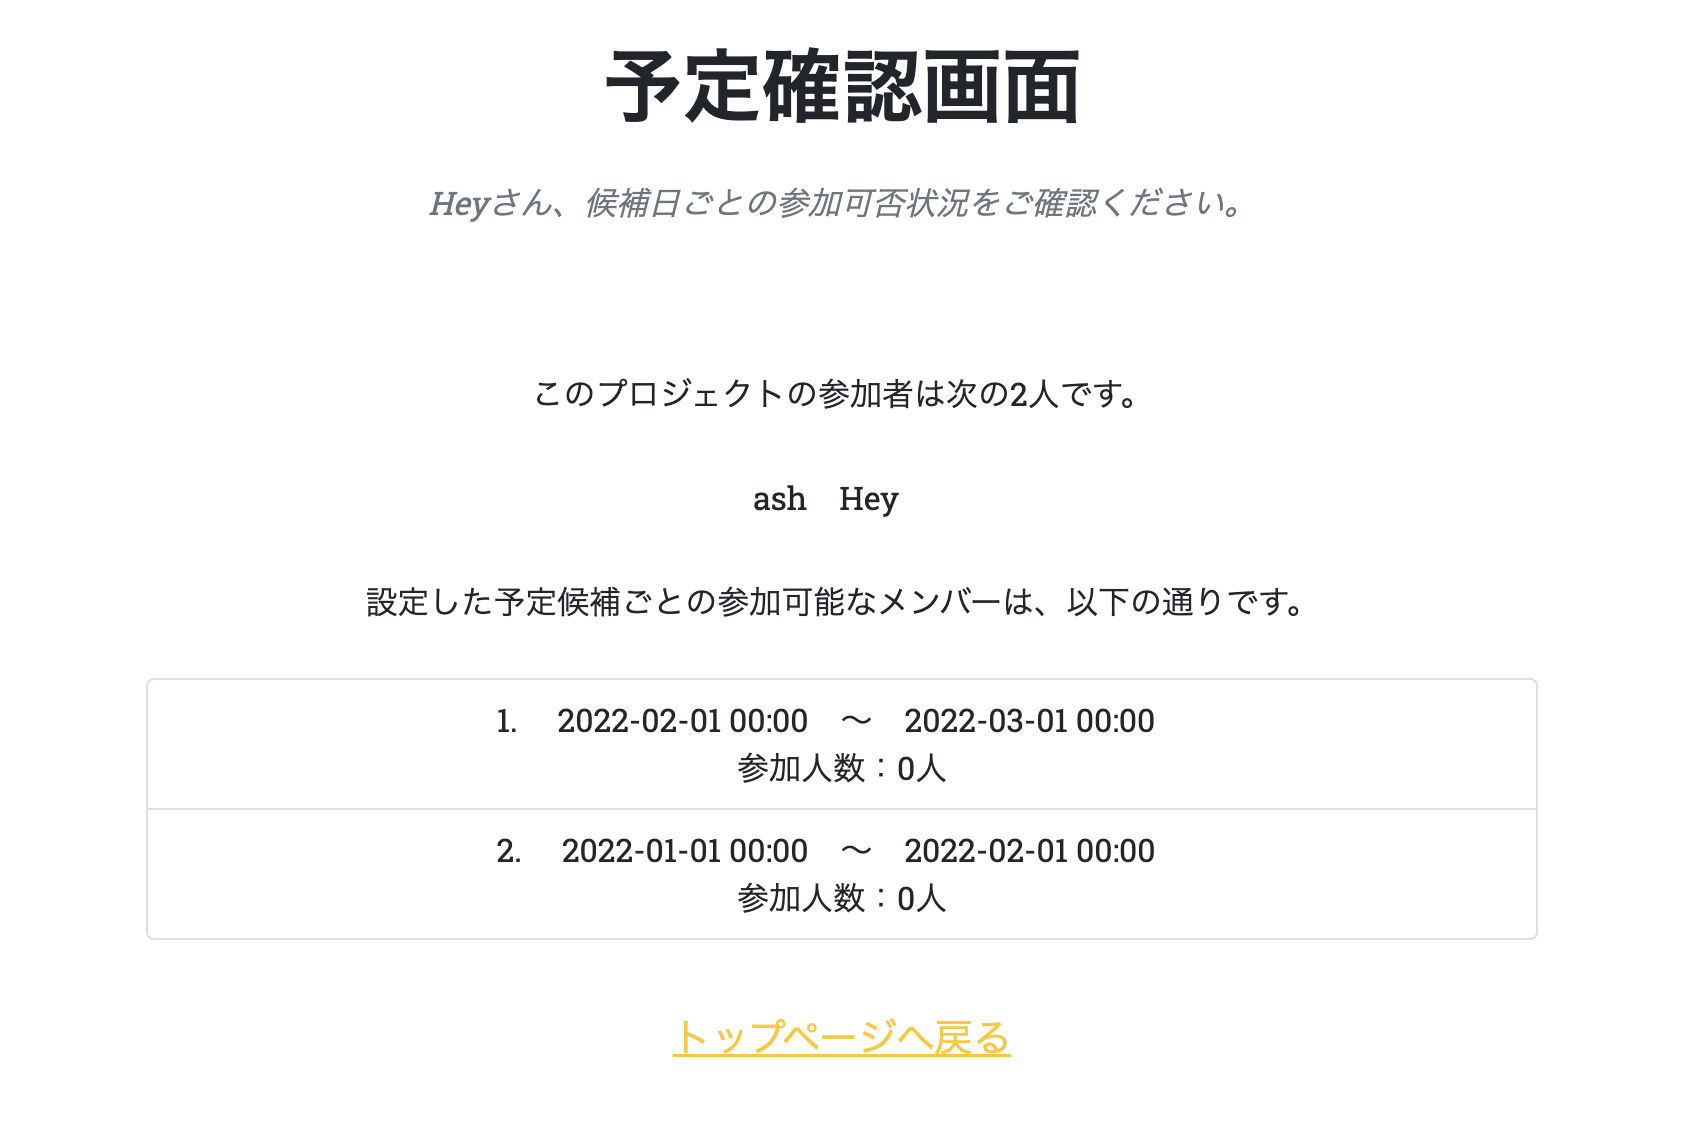 予定確認画面
Heyさん、候補日ごとの参加可否状況をご確認ください。
このプロジェクトの参加者は次の2人です。
ash　Hey
設定した予定候補ごとの参加可能なメンバーは、以下の通りです。
1.　2022-02-01 00:00　〜　2022-03-01 00:00
参加人数：0人
2.　2022-01-01 00:00　〜　2022-02-01 00:00
参加人数：0人
トップページへ戻る